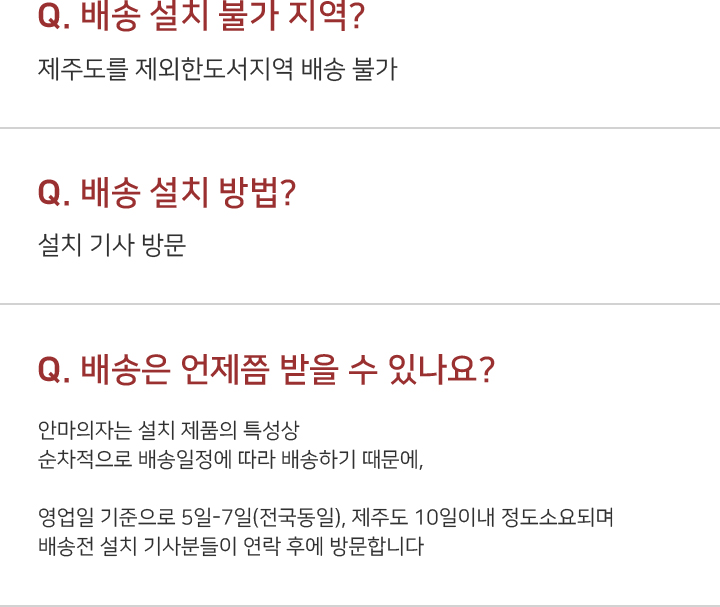 Q. 배송 설치 불가 지역?
제주도를 제외한도서지역 배송 불가
Q. 배송 설치 방법?
설치 기사 방문
Q. 배송은 언제쯤 받을 수 있나요?
안마의자는 설치 제품의 특성상
순차적으로 배송일정에 따라 배송하기 때문에,
영업일 기준으로 5일-7일(전국동일), 제주도 10일이내 정도소요되며
배송전 설치 기사분들이 연락 후에 방문합니다